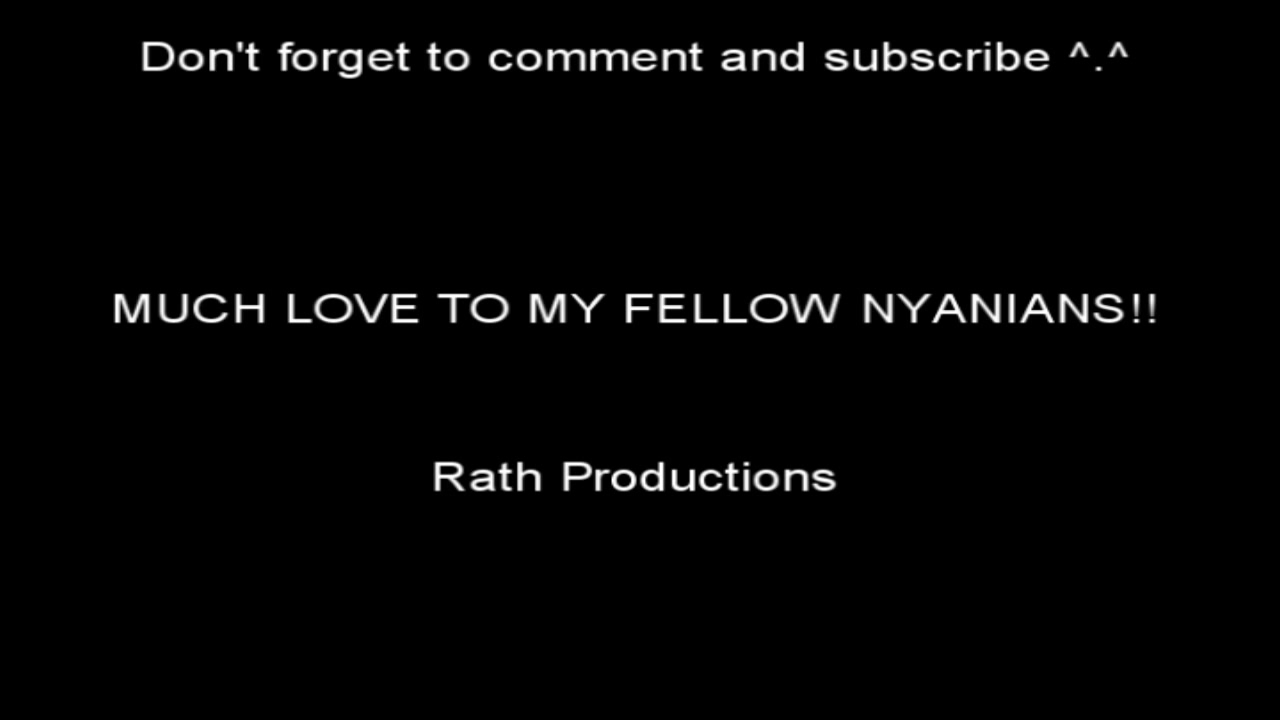 Don't forget to comment and subscribe ^.^
MUCH LOVE TO MY FELLOW NYANIANS!!
Rath Productions